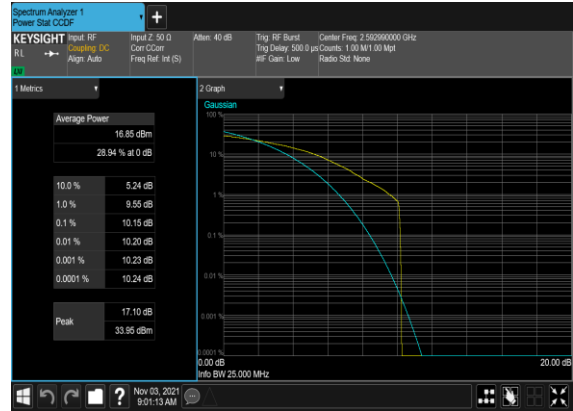 Spectrum Analyzer 1
Power Stat CCDF
+
KEYSIGHT
RL
Input: RF
Coupling: DC
Align: Auto
Input Z: 50 Ω
Corr CCorr
Freq Ref: Int (S)
Atten: 40 dB
Trig: RF Burst
Trig Delay: 500.0 µs
#IF Gain: Low
Center Freq: 2.592990000 GHz
Counts: 1.00 M/1.00 Mpt
Radio Std: None
1 Metrics
Average Power
16.85 dBm
28.94 % at 0 dB
10.0 % 5.24 dB
1.0 % 9.55 dB
0.1 % 10.15 dB
0.01 % 10.20 dB
0.001 % 10.23 dB
0.0001 % 10.24 dB
Peak
17.10 dB
33.95 dBm
2 Graph
Gaussian
100 %
10 %
1 %
0.1 %
0.01 %
0.001 %
0.0001 %
0.00 dB
20.00 dB
Info BW 25.000 MHz
?
Nov 03, 2021
9:01:13 AM